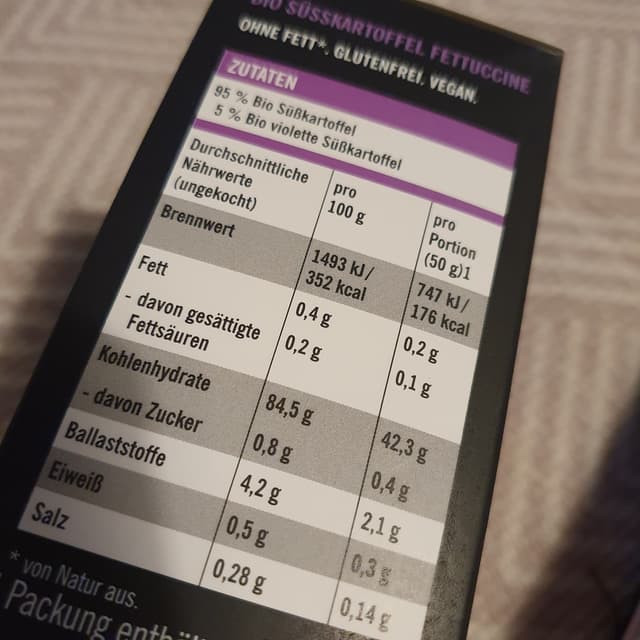 BIO SÜSSKARTOFFEL FETTUCCINE
OHNE FETT*. GLUTENFREI. VEGAN.
ZUTATEN
95 % Bio Süßkartoffel
5 % Bio violette Süßkartoffel
Durchschnittliche
Nährwerte
(ungekocht)
pro
100 g
pro
Portion
(50 g)1
Brennwert
1493 kJ/
352 kcal
747 kJ/
176 kcal
Fett
0,4 g
0,2 g
- davon gesättigte
Fettsäuren
0,2 g
0,1 g
Kohlenhydrate
84,5 g
42,3 g
- davon Zucker
0,8 g
0,4 g
Ballaststoffe
4,2 g
2,1 g
Eiweiß
0,5 g
0,3 g
Salz
0,28 g
0,14 g
* von Natur aus.
Packung